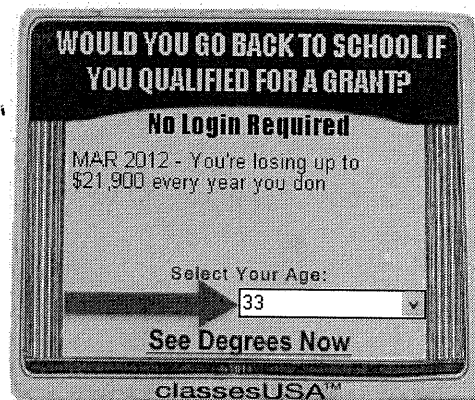 WOULD YOU GO BACK TO SCHOOL IF
YOU QUALIFIED FOR A GRANT?
No Login Required
MAR 2012 - You're losing up to
$21,900 every year you don
Select Your Age:
33
See Degrees Now
classesUSA™